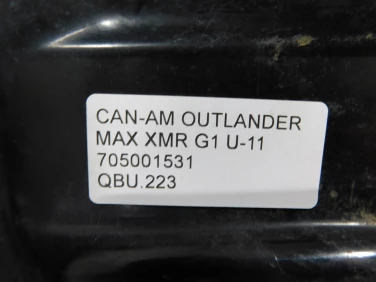 CAN-AM OUTLANDER
MAX XMR G1 U-11
705001531
QBU.223